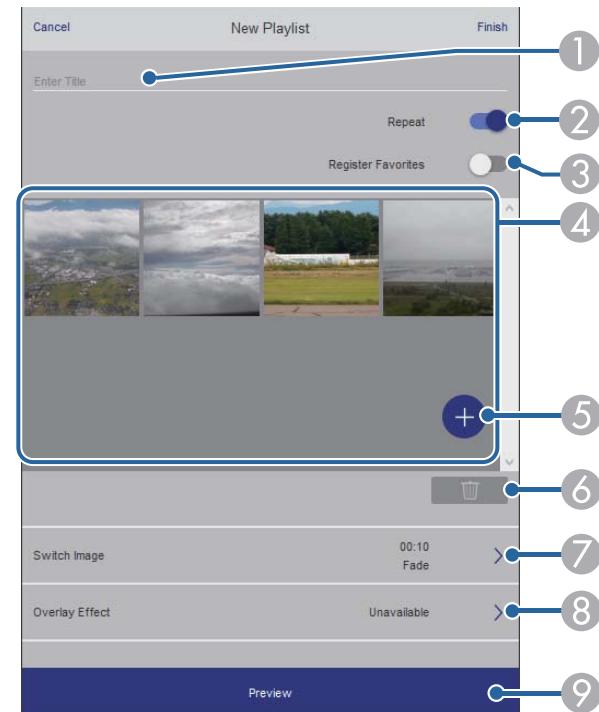 Cancel New Playlist Finish
1
Enter Title
Repeat 2
Register Favorites 3
4
+ 5
6
Switch Image 00:10 7
Fade
Overlay Effect Unavailable 8
Preview 9